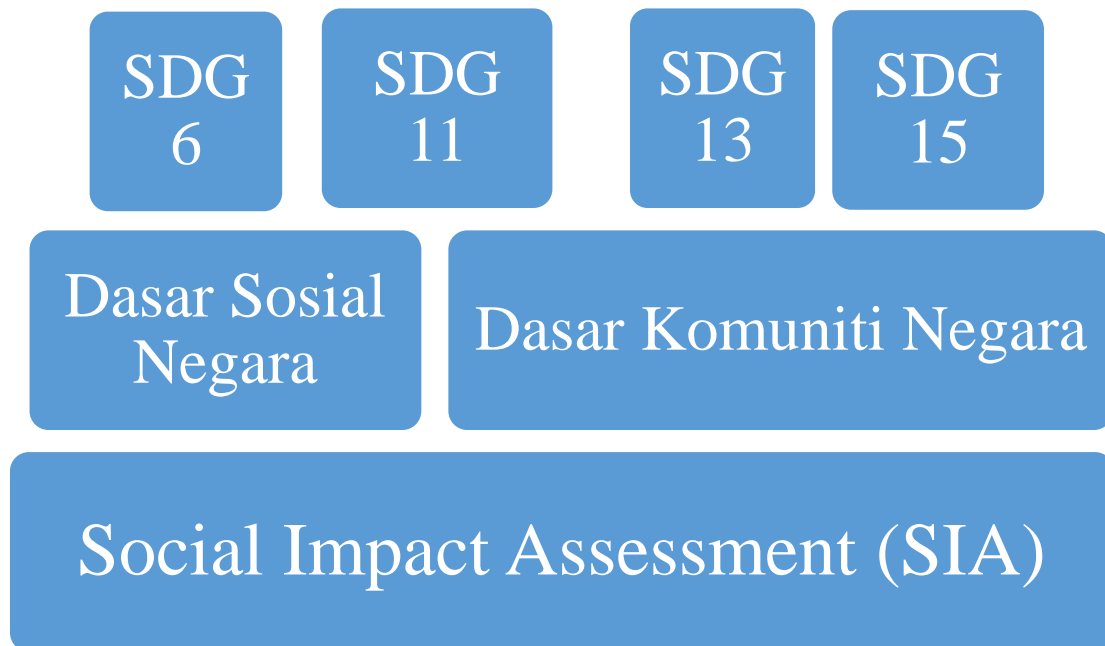 SDG
6
SDG
11
SDG
13
SDG
15
Dasar Sosial
Negara
Dasar Komuniti Negara
Social Impact Assessment (SIA)